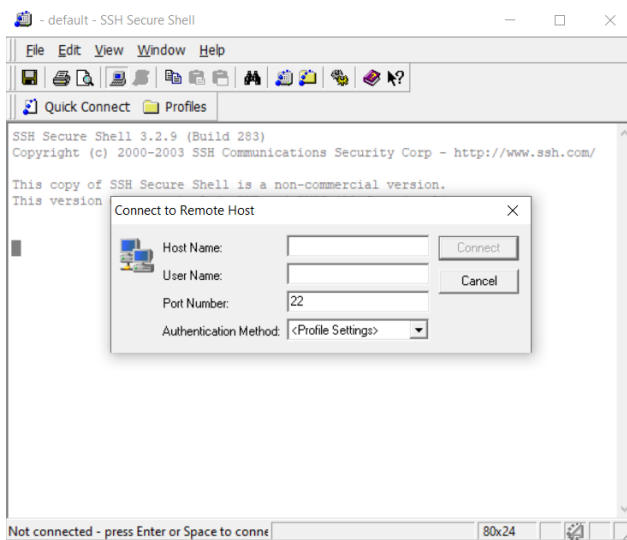 - default - SSH Secure Shell
File Edit View Window Help
Quick Connect Profiles
SSH Secure Shell 3.2.9 (Build 283)
Copyright (c) 2000-2003 SSH Communications Security Corp - http://www.ssh.com/
This copy of SSH Secure Shell is a non-commercial version.
This version
Connect to Remote Host
Host Name:
Connect
User Name:
Cancel
Port Number: 22
Authentication Method: <Profile Settings>
Not connected - press Enter or Space to conne
80x24